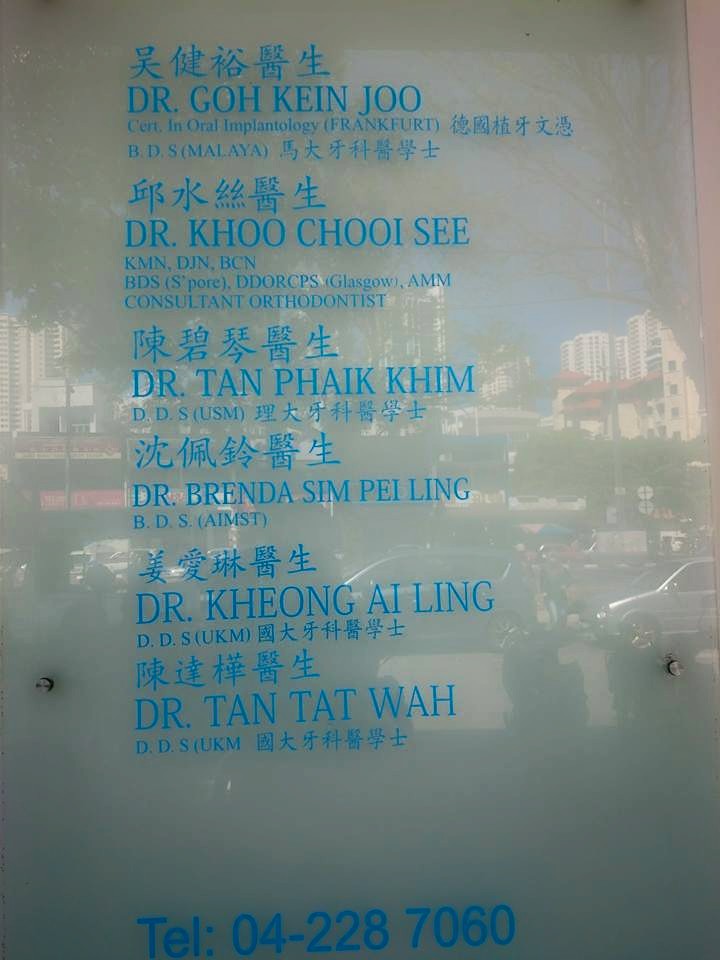 吴健裕醫生
DR. GOH KEIN JOO
Cert. In Oral Implantology (FRANKFURT) 德國植牙文憑
B. D. S (MALAYA) 馬大牙科醫學士
邱水絲醫生
DR. KHOO CHOOI SEE
KMN, DJN, BCN
BDS (S'pore), DDORCPS (Glasgow), AMM
CONSULTANT ORTHODONTIST
陳碧琴醫生
DR. TAN PHAIK KHIM
D. D. S (USM) 理大牙科醫學士
沈佩鈴醫生
DR. BRENDA SIM PEI LING
B. D. S. (AIMST)
姜愛琳醫生
DR. KHEONG AI LING
D. D. S (UKM) 國大牙科醫學士
陳達樺醫生
DR. TAN TAT WAH
D. D. S (UKM 國大牙科醫學士
Tel: 04-228 7060